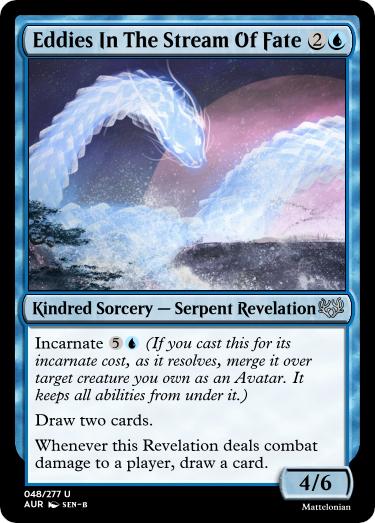 Eddies In The Stream Of Fate 2
Kindred Sorcery — Serpent Revelation
Incarnate 5 (If you cast this for its
incarnate cost, as it resolves, merge it over
target creature you own as an Avatar. It
keeps all abilities from under it.)
Draw two cards.
Whenever this Revelation deals combat
damage to a player, draw a card.
4/6
048/277 U
AUR SEN-B
Mattelonian